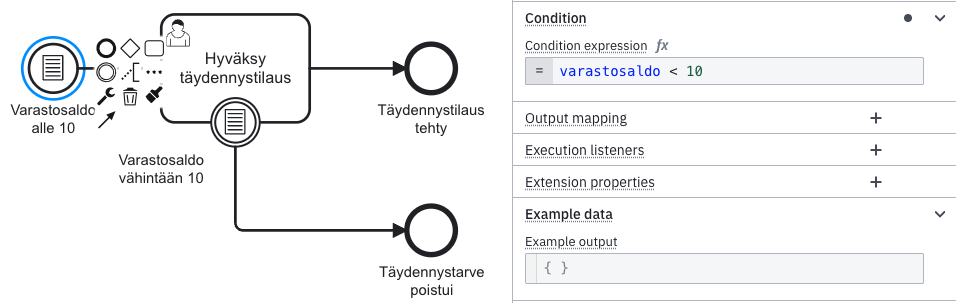 Varastosaldo
alle 10
Hyväksy
täydennystilaus
Varastosaldo
vähintään 10
Täydennystilaus
tehty
Täydennystarve
poistui
Condition
Condition expression fx
= varastosaldo < 10
Output mapping
Execution listeners
Extension properties
Example data
Example output
{ }